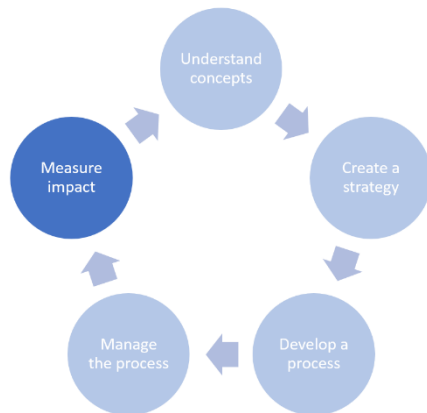 Understand
concepts
Create a
strategy
Develop a
process
Manage
the process
Measure
impact